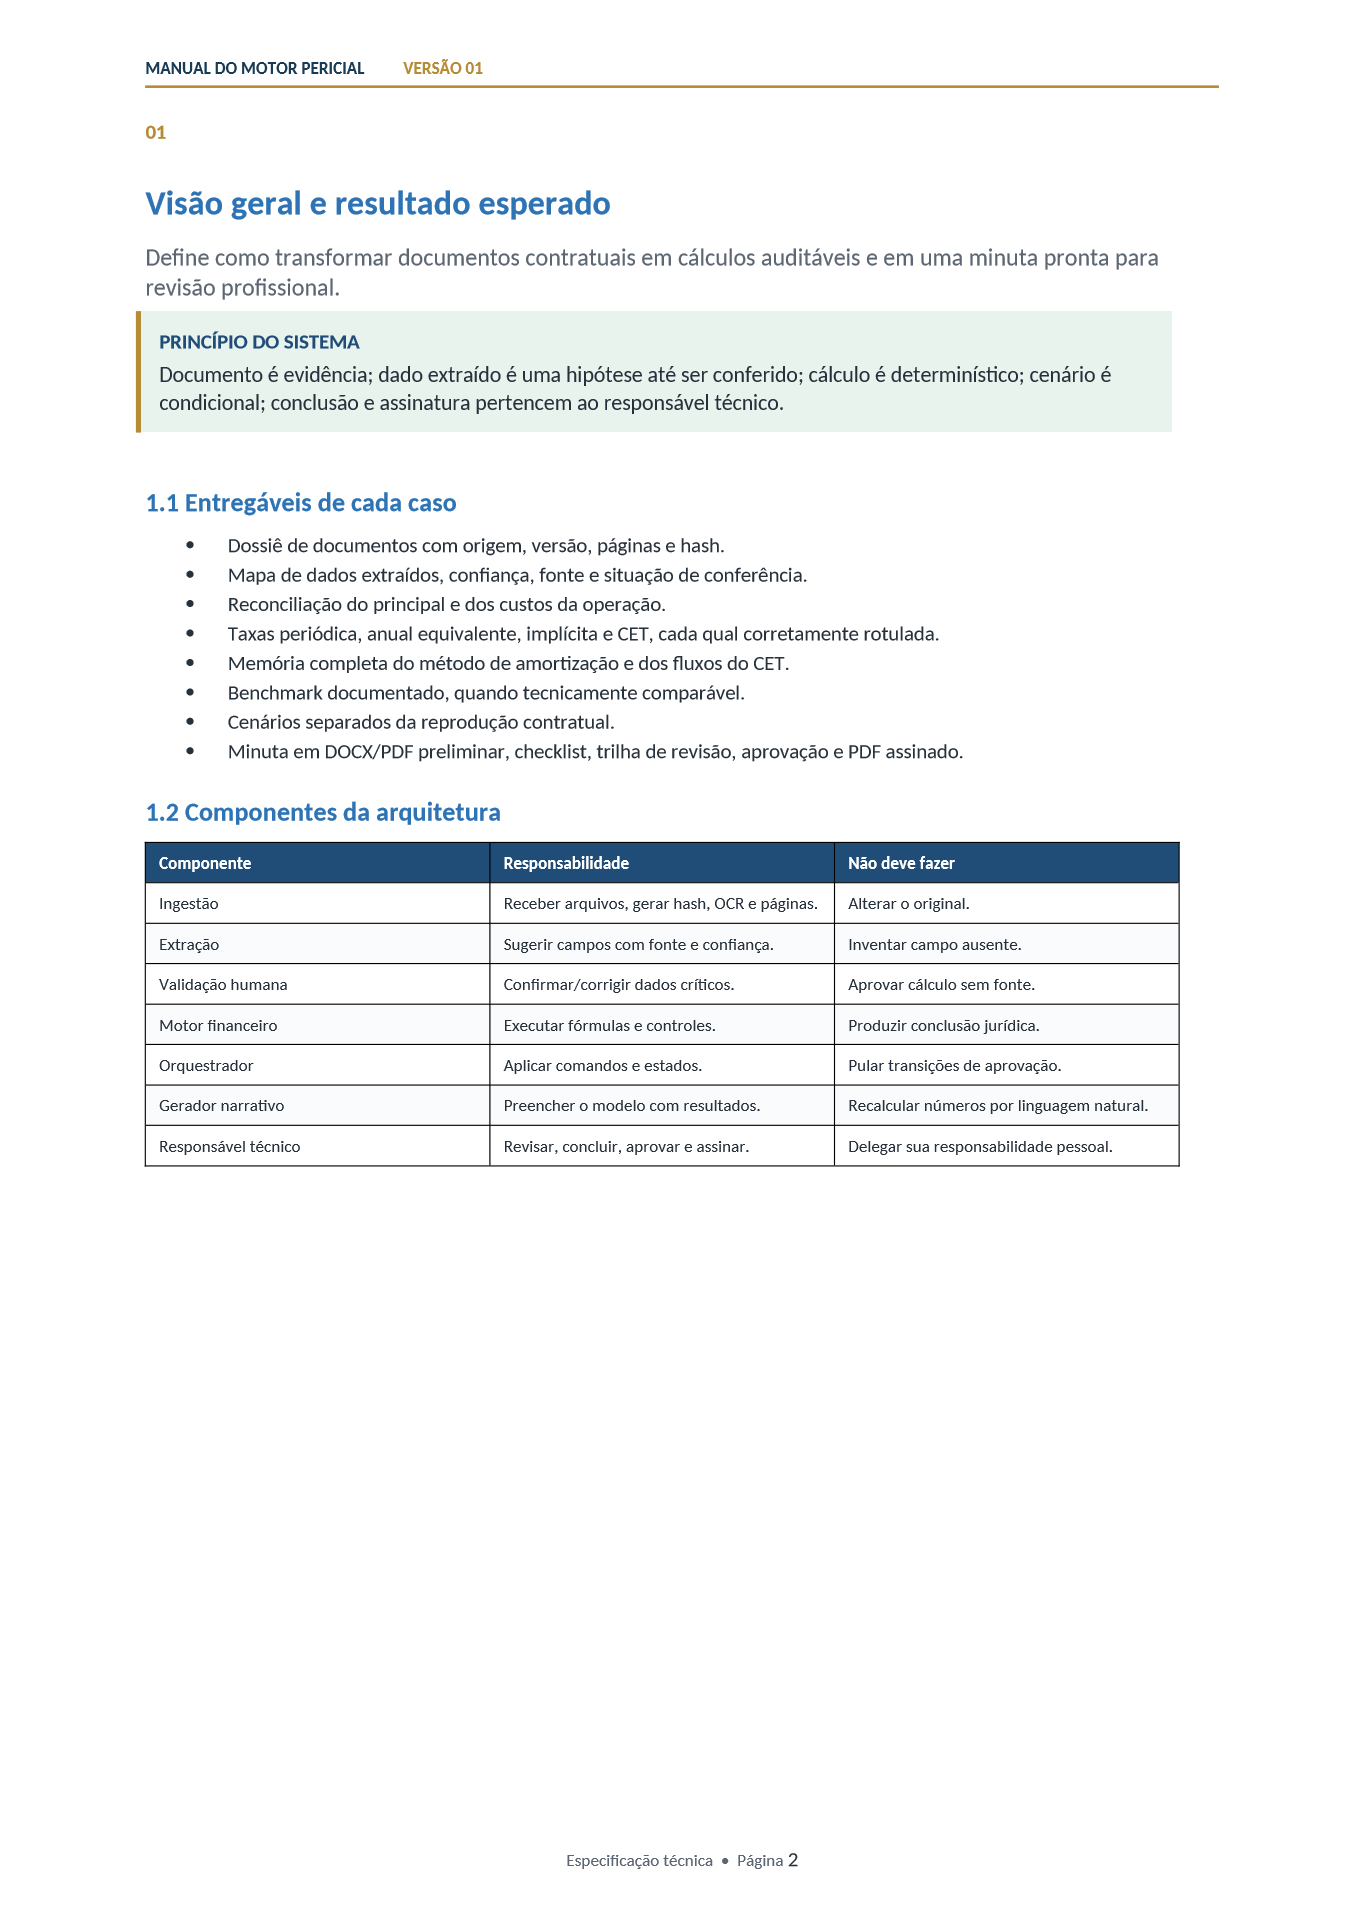 MANUAL DO MOTOR PERICIAL VERSÃO 01
01
Visão geral e resultado esperado
Define como transformar documentos contratuais em cálculos auditáveis e em uma minuta pronta para
revisão profissional.
PRINCÍPIO DO SISTEMA
Documento é evidência; dado extraído é uma hipótese até ser conferido; cálculo é determinístico; cenário é
condicional; conclusão e assinatura pertencem ao responsável técnico.
1.1 Entregáveis de cada caso
• Dossiê de documentos com origem, versão, páginas e hash.
• Mapa de dados extraídos, confiança, fonte e situação de conferência.
• Reconciliação do principal e dos custos da operação.
• Taxas periódica, anual equivalente, implícita e CET, cada qual corretamente rotulada.
• Memória completa do método de amortização e dos fluxos do CET.
• Benchmark documentado, quando tecnicamente comparável.
• Cenários separados da reprodução contratual.
• Minuta em DOCX/PDF preliminar, checklist, trilha de revisão, aprovação e PDF assinado.
1.2 Componentes da arquitetura
Componente Responsabilidade Não deve fazer
Ingestão Receber arquivos, gerar hash, OCR e páginas. Alterar o original.
Extração Sugerir campos com fonte e confiança. Inventar campo ausente.
Validação humana Confirmar/corrigir dados críticos. Aprovar cálculo sem fonte.
Motor financeiro Executar fórmulas e controles. Produzir conclusão jurídica.
Orquestrador Aplicar comandos e estados. Pular transições de aprovação.
Gerador narrativo Preencher o modelo com resultados. Recalcular números por linguagem natural.
Responsável técnico Revisar, concluir, aprovar e assinar. Delegar sua responsabilidade pessoal.
Especificação técnica • Página 2